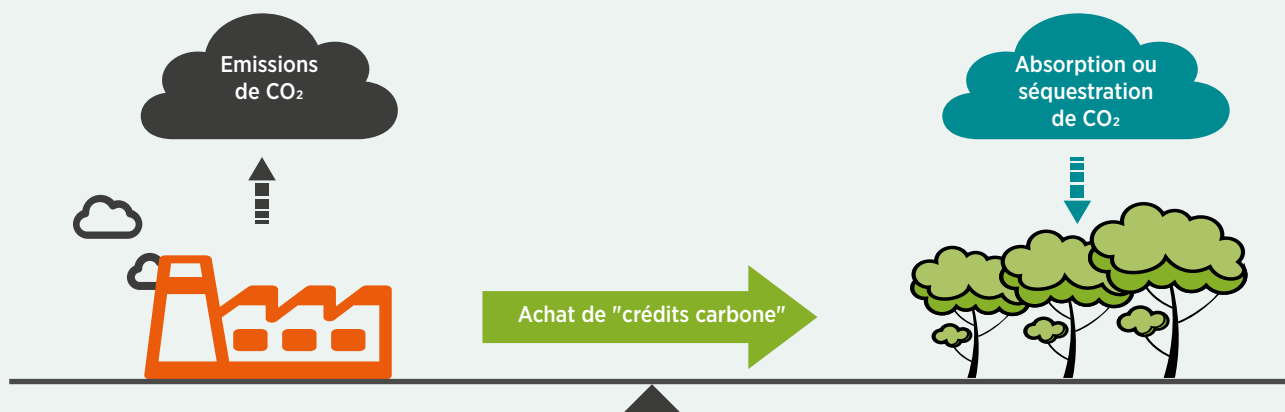 Emissions
de CO₂
Absorption ou
séquestration
de CO₂
Achat de "crédits carbone"